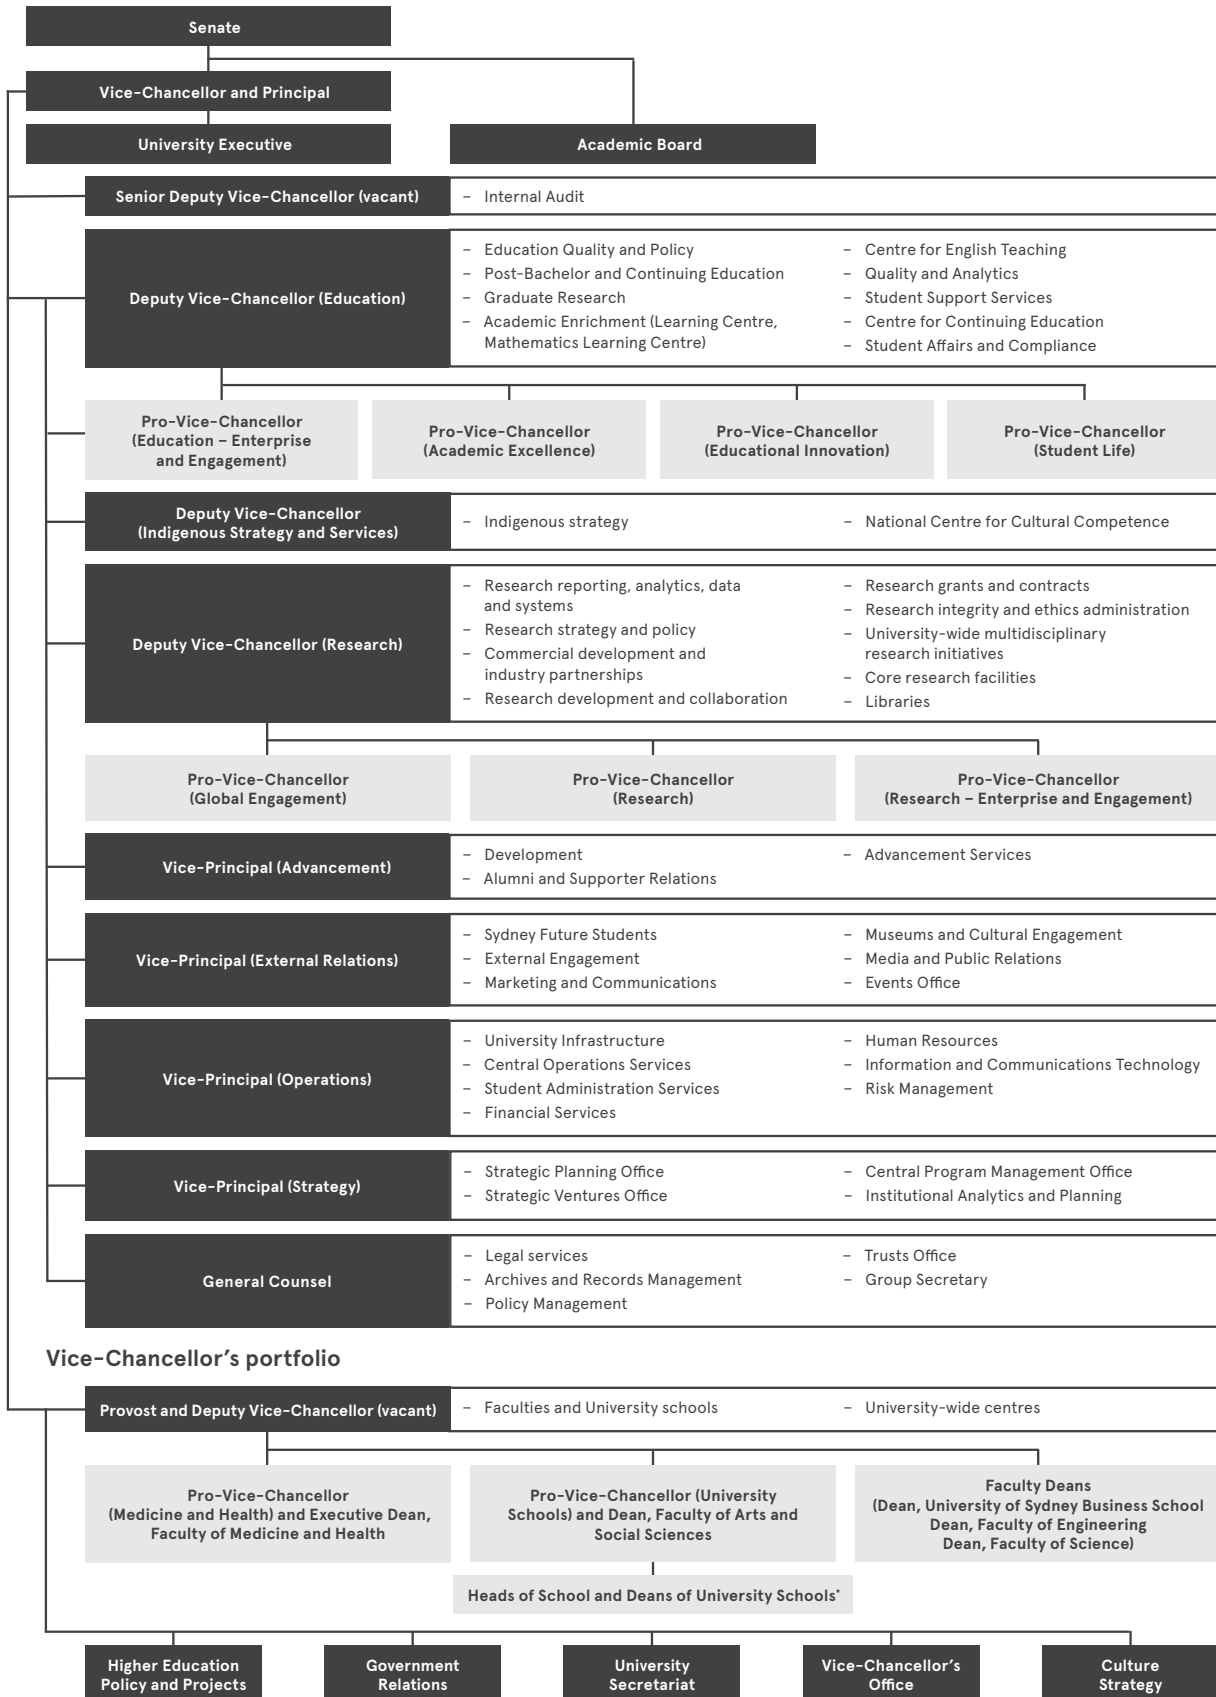 Senate
Vice-Chancellor and Principal
University Executive
Academic Board
Senior Deputy Vice-Chancellor (vacant)
– Internal Audit
Deputy Vice-Chancellor (Education)
– Education Quality and Policy
– Post-Bachelor and Continuing Education
– Graduate Research
– Academic Enrichment (Learning Centre,
Mathematics Learning Centre)
– Centre for English Teaching
– Quality and Analytics
– Student Support Services
– Centre for Continuing Education
– Student Affairs and Compliance
Pro-Vice-Chancellor
(Education – Enterprise
and Engagement)
Pro-Vice-Chancellor
(Academic Excellence)
Pro-Vice-Chancellor
(Educational Innovation)
Pro-Vice-Chancellor
(Student Life)
Deputy Vice-Chancellor
(Indigenous Strategy and Services)
– Indigenous strategy
– National Centre for Cultural Competence
Deputy Vice-Chancellor (Research)
– Research reporting, analytics, data
and systems
– Research strategy and policy
– Commercial development and
industry partnerships
– Research development and collaboration
– Research grants and contracts
– Research integrity and ethics administration
– University-wide multidisciplinary
research initiatives
– Core research facilities
– Libraries
Pro-Vice-Chancellor
(Global Engagement)
Pro-Vice-Chancellor
(Research)
Pro-Vice-Chancellor
(Research – Enterprise and Engagement)
Vice-Principal (Advancement)
– Development
– Alumni and Supporter Relations
– Advancement Services
Vice-Principal (External Relations)
– Sydney Future Students
– External Engagement
– Marketing and Communications
– Museums and Cultural Engagement
– Media and Public Relations
– Events Office
Vice-Principal (Operations)
– University Infrastructure
– Central Operations Services
– Student Administration Services
– Financial Services
– Human Resources
– Information and Communications Technology
– Risk Management
Vice-Principal (Strategy)
– Strategic Planning Office
– Strategic Ventures Office
– Central Program Management Office
– Institutional Analytics and Planning
General Counsel
– Legal services
– Archives and Records Management
– Policy Management
– Trusts Office
– Group Secretary
Vice-Chancellor’s portfolio
Provost and Deputy Vice-Chancellor (vacant)
– Faculties and University schools
– University-wide centres
Pro-Vice-Chancellor
(Medicine and Health) and Executive Dean,
Faculty of Medicine and Health
Pro-Vice-Chancellor (University
Schools) and Dean, Faculty of Arts and
Social Sciences
Faculty Deans
(Dean, University of Sydney Business School
Dean, Faculty of Engineering
Dean, Faculty of Science)
Heads of School and Deans of University Schools*
Higher Education
Policy and Projects
Government
Relations
University
Secretariat
Vice-Chancellor’s
Office
Culture
Strategy